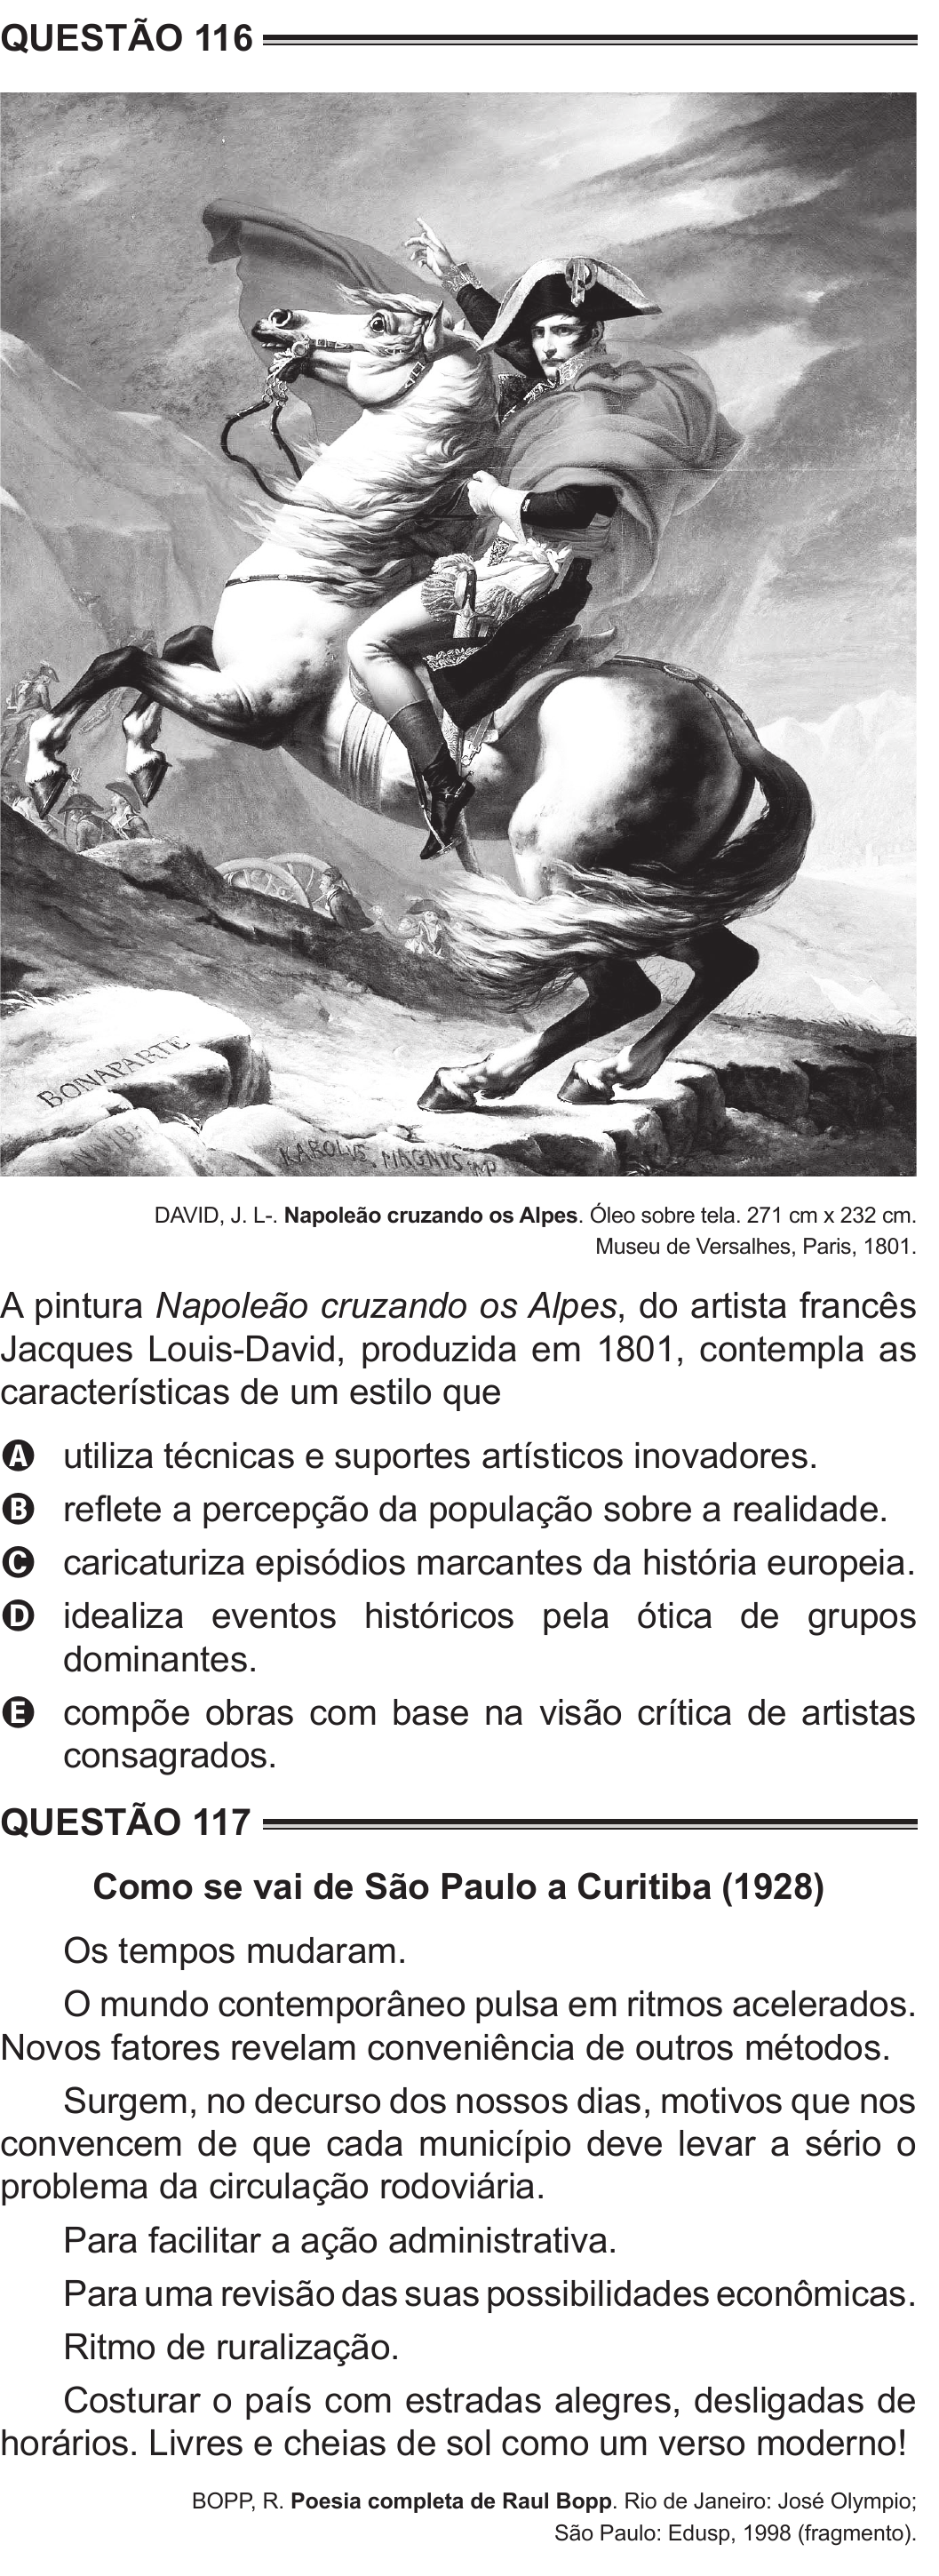 QUESTÃO 116
BONAPARTE
ANNIB
KAROLVS MAGNVS IMP
DAVID, J. L-. Napoleão cruzando os Alpes. Óleo sobre tela. 271 cm x 232 cm.
Museu de Versalhes, Paris, 1801.
A pintura Napoleão cruzando os Alpes, do artista francês
Jacques Louis-David, produzida em 1801, contempla as
características de um estilo que
A utiliza técnicas e suportes artísticos inovadores.
B reflete a percepção da população sobre a realidade.
C caricaturiza episódios marcantes da história europeia.
D idealiza eventos históricos pela ótica de grupos
dominantes.
E compõe obras com base na visão crítica de artistas
consagrados.
QUESTÃO 117
Como se vai de São Paulo a Curitiba (1928)
Os tempos mudaram.
O mundo contemporâneo pulsa em ritmos acelerados.
Novos fatores revelam conveniência de outros métodos.
Surgem, no decurso dos nossos dias, motivos que nos
convencem de que cada município deve levar a sério o
problema da circulação rodoviária.
Para facilitar a ação administrativa.
Para uma revisão das suas possibilidades econômicas.
Ritmo de ruralização.
Costurar o país com estradas alegres, desligadas de
horários. Livres e cheias de sol como um verso moderno!
BOPP, R. Poesia completa de Raul Bopp. Rio de Janeiro: José Olympio;
São Paulo: Edusp, 1998 (fragmento).